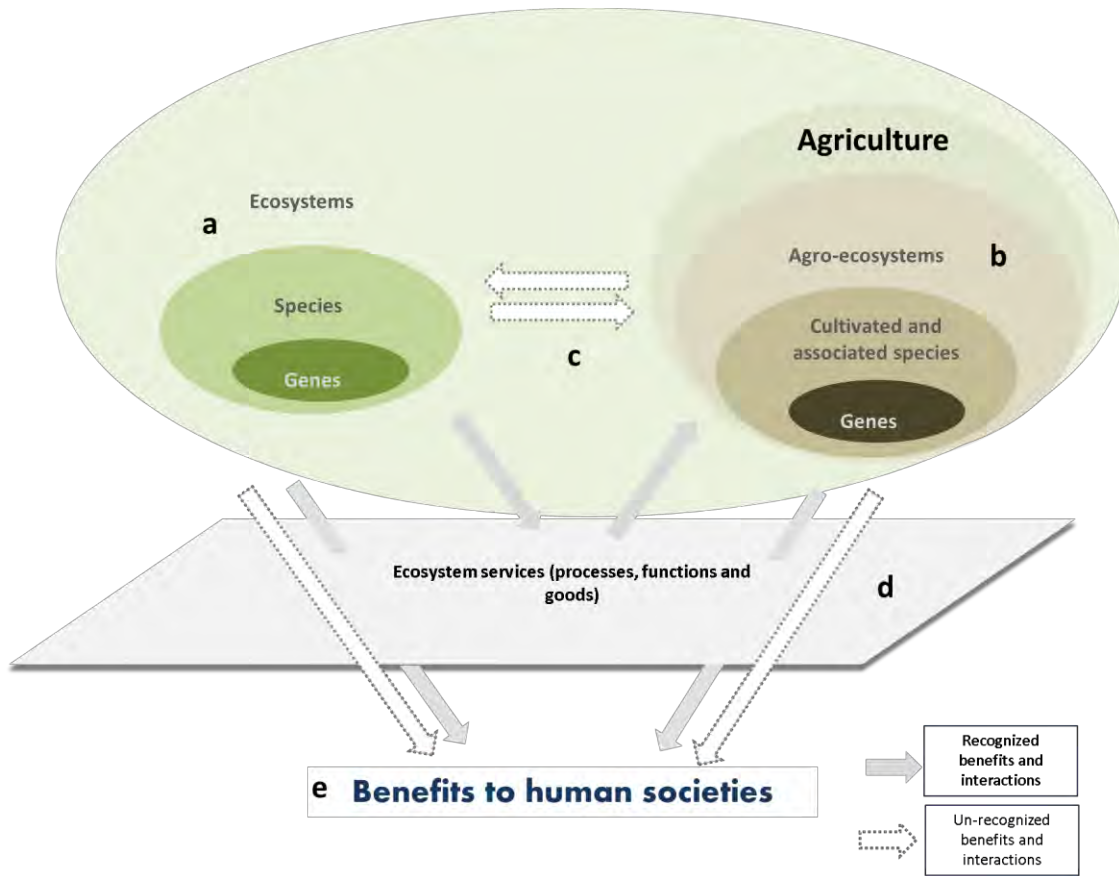 Agriculture
Ecosystems
a
b
Agro-ecosystems
Species
Cultivated and
associated species
c
Genes
Genes
Ecosystem services (processes, functions and
goods)
d
e
Benefits to human societies
Recognized
benefits and
interactions
Un-recognized
benefits and
interactions